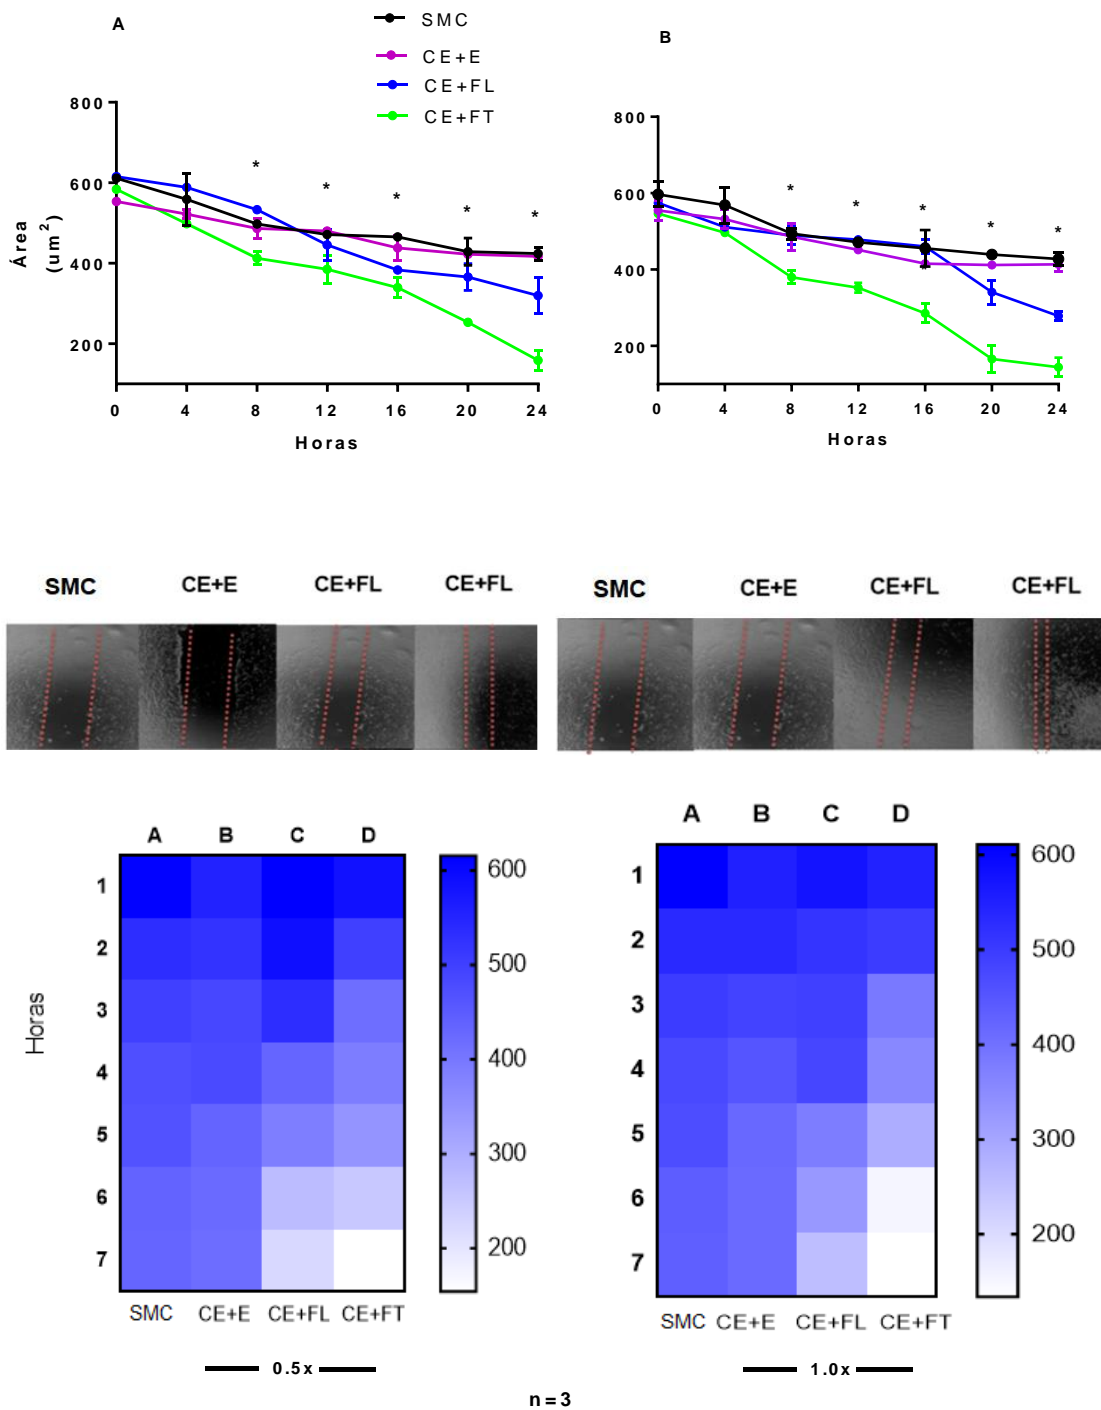 A
SMC
CE+E
CE+FL
CE+FT
B
800
600
400
200
Área
(um²)
* * * * *
0 4 8 12 16 20 24
Horas
800
600
400
200
* * * * *
0 4 8 12 16 20 24
Horas
SMC CE+E CE+FL CE+FL
SMC CE+E CE+FL CE+FL
A B C D
1
2
3
4
5
6
7
Horas
600
500
400
300
200
SMC CE+E CE+FL CE+FT
0.5x
A B C D
1
2
3
4
5
6
7
600
500
400
300
200
SMC CE+E CE+FL CE+FT
1.0x
n=3